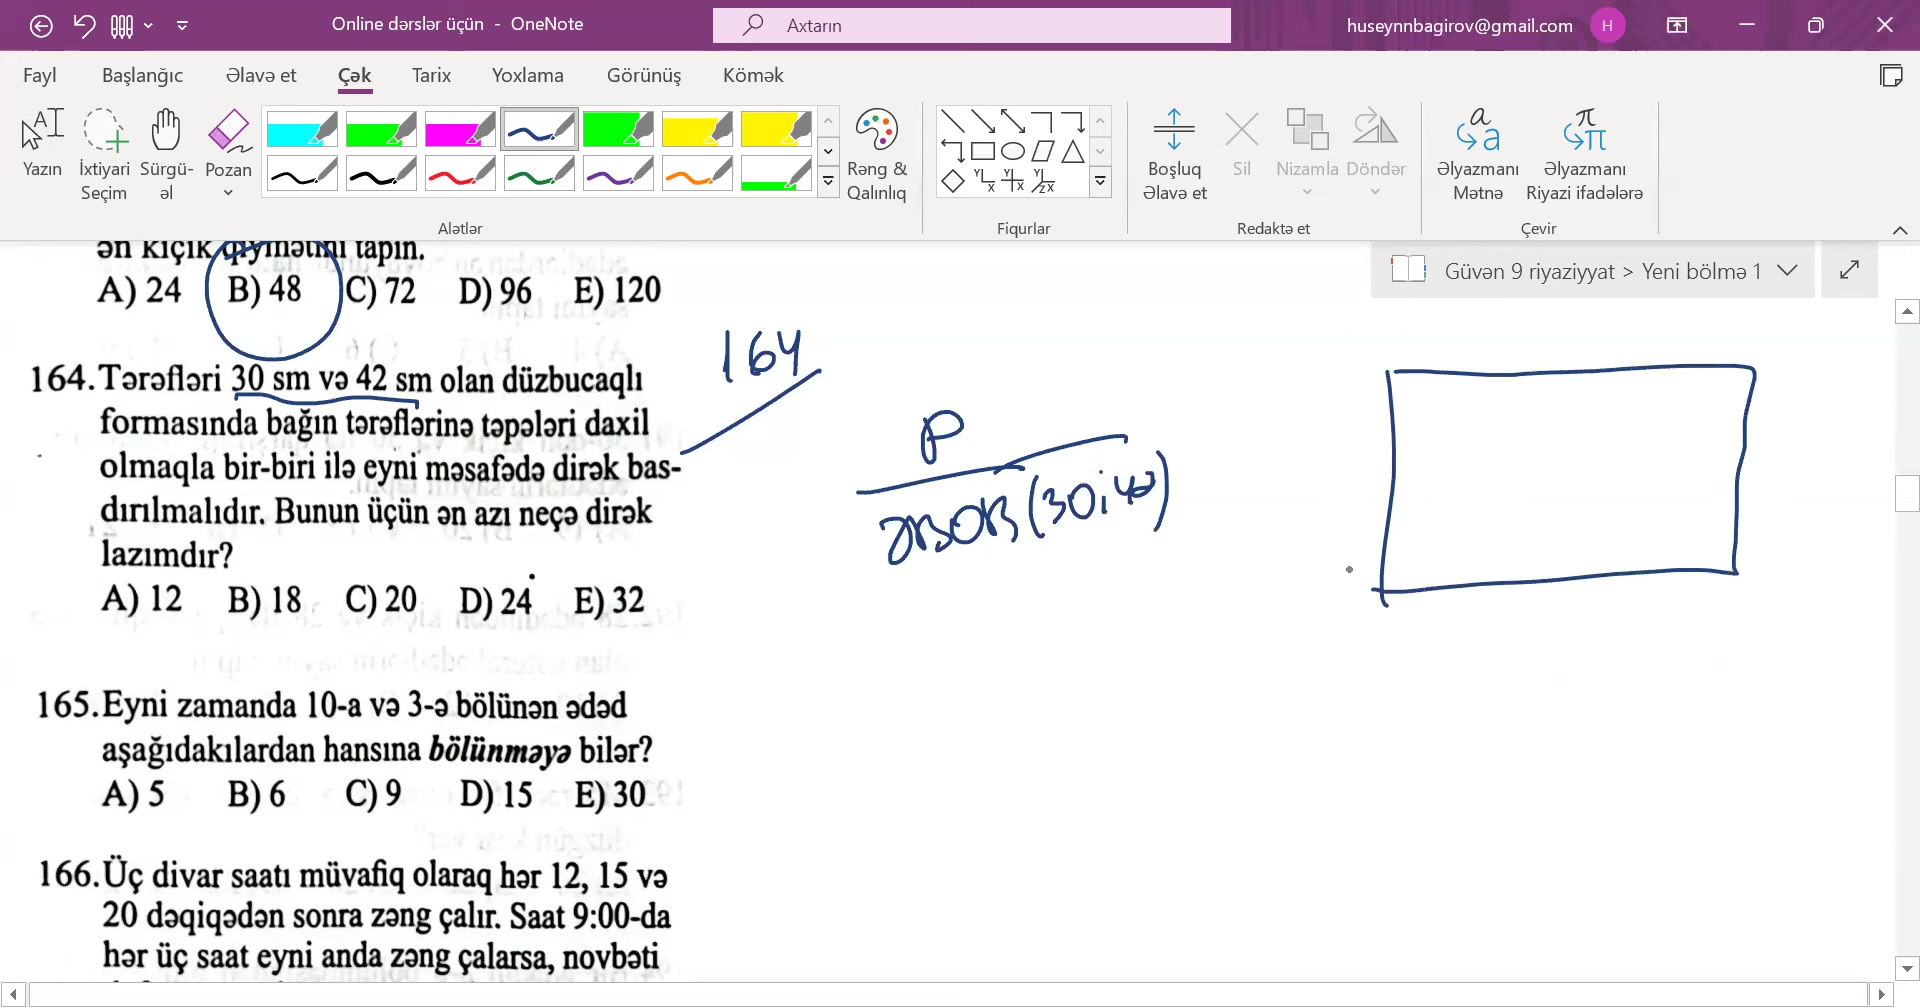 Online dərslər üçün - OneNote
Axtarın
huseynnbagirov@gmail.com
H
Fayl Başlanğıc Əlavə et Çək Tarix Yoxlama Görünüş Kömək
Yazın
İxtiyari Seçim
Sürgü-əl
Pozan
Rəng & Qalınlıq
Boşluq Əlavə et
Sil
Nizamla
Döndər
Əlyazmanı Mətnə
Əlyazmanı Riyazi ifadələrə
Alətlər
Fiqurlar
Redaktə et
Çevir
Güvən 9 riyaziyyat > Yeni bölmə 1
ən kiçik qiymətini tapın.
A) 24 B) 48 C) 72 D) 96 E) 120
164. Tərəfləri 30 sm və 42 sm olan düzbucaqlı
formasında bağın tərəflərinə təpələri daxil
olmaqla bir-biri ilə eyni məsafədə dirək bas-
dırılmalıdır. Bunun üçün ən azı neçə dirək
lazımdır?
A) 12 B) 18 C) 20 D) 24 E) 32
165. Eyni zamanda 10-a və 3-ə bölünən ədəd
aşağıdakılardan hansına bölünməyə bilər?
A) 5 B) 6 C) 9 D) 15 E) 30
166. Üç divar saatı müvafiq olaraq hər 12, 15 və
20 dəqiqədən sonra zəng çalır. Saat 9:00-da
hər üç saat eyni anda zəng çalarsa, novbəti
164
P
ƏBOB(30;42)